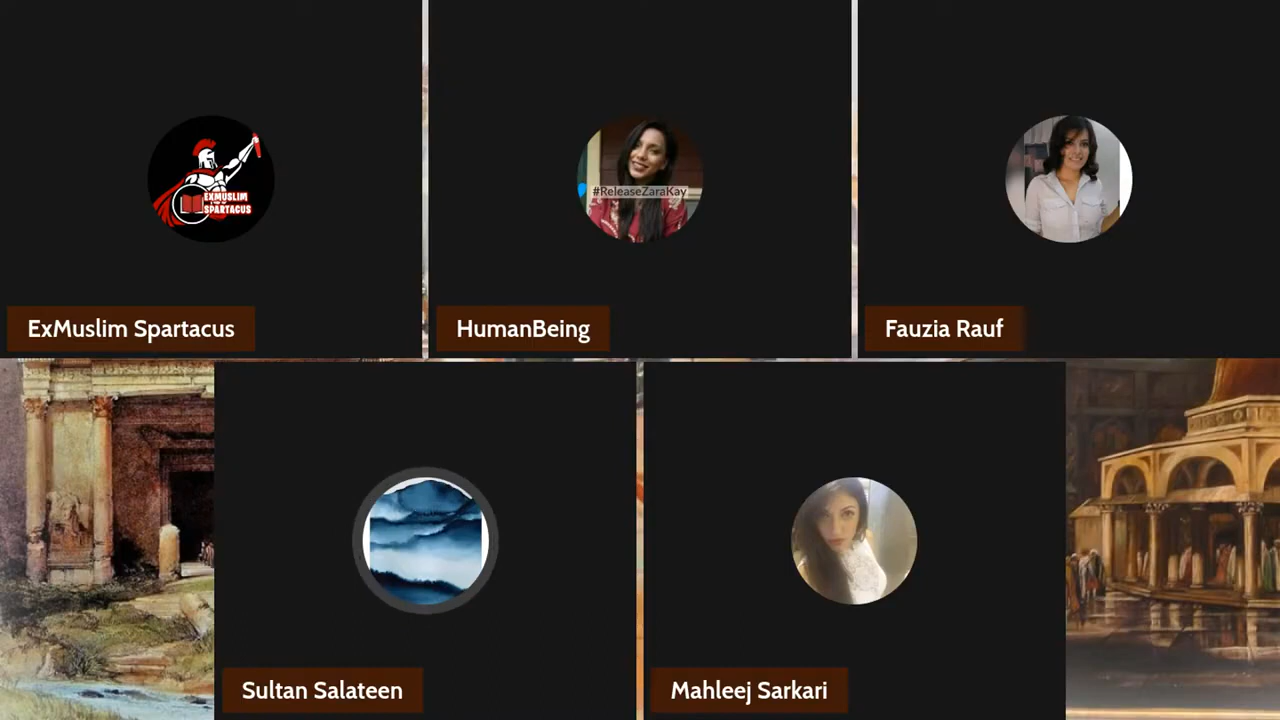 EXMUSLIM
SPARTACUS
#ReleaseZaraKay
ExMuslim Spartacus
HumanBeing
Fauzia Rauf
Sultan Salateen
Mahleej Sarkari